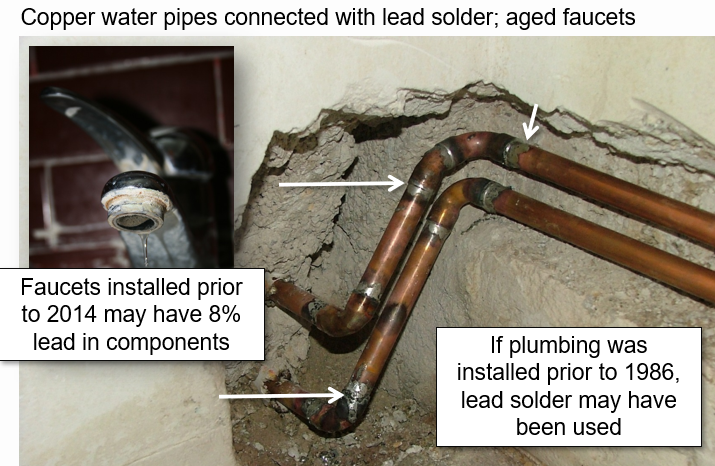 Copper water pipes connected with lead solder; aged faucets
Faucets installed prior
to 2014 may have 8%
lead in components
If plumbing was
installed prior to 1986,
lead solder may have
been used